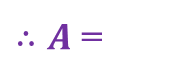 ∴ A =